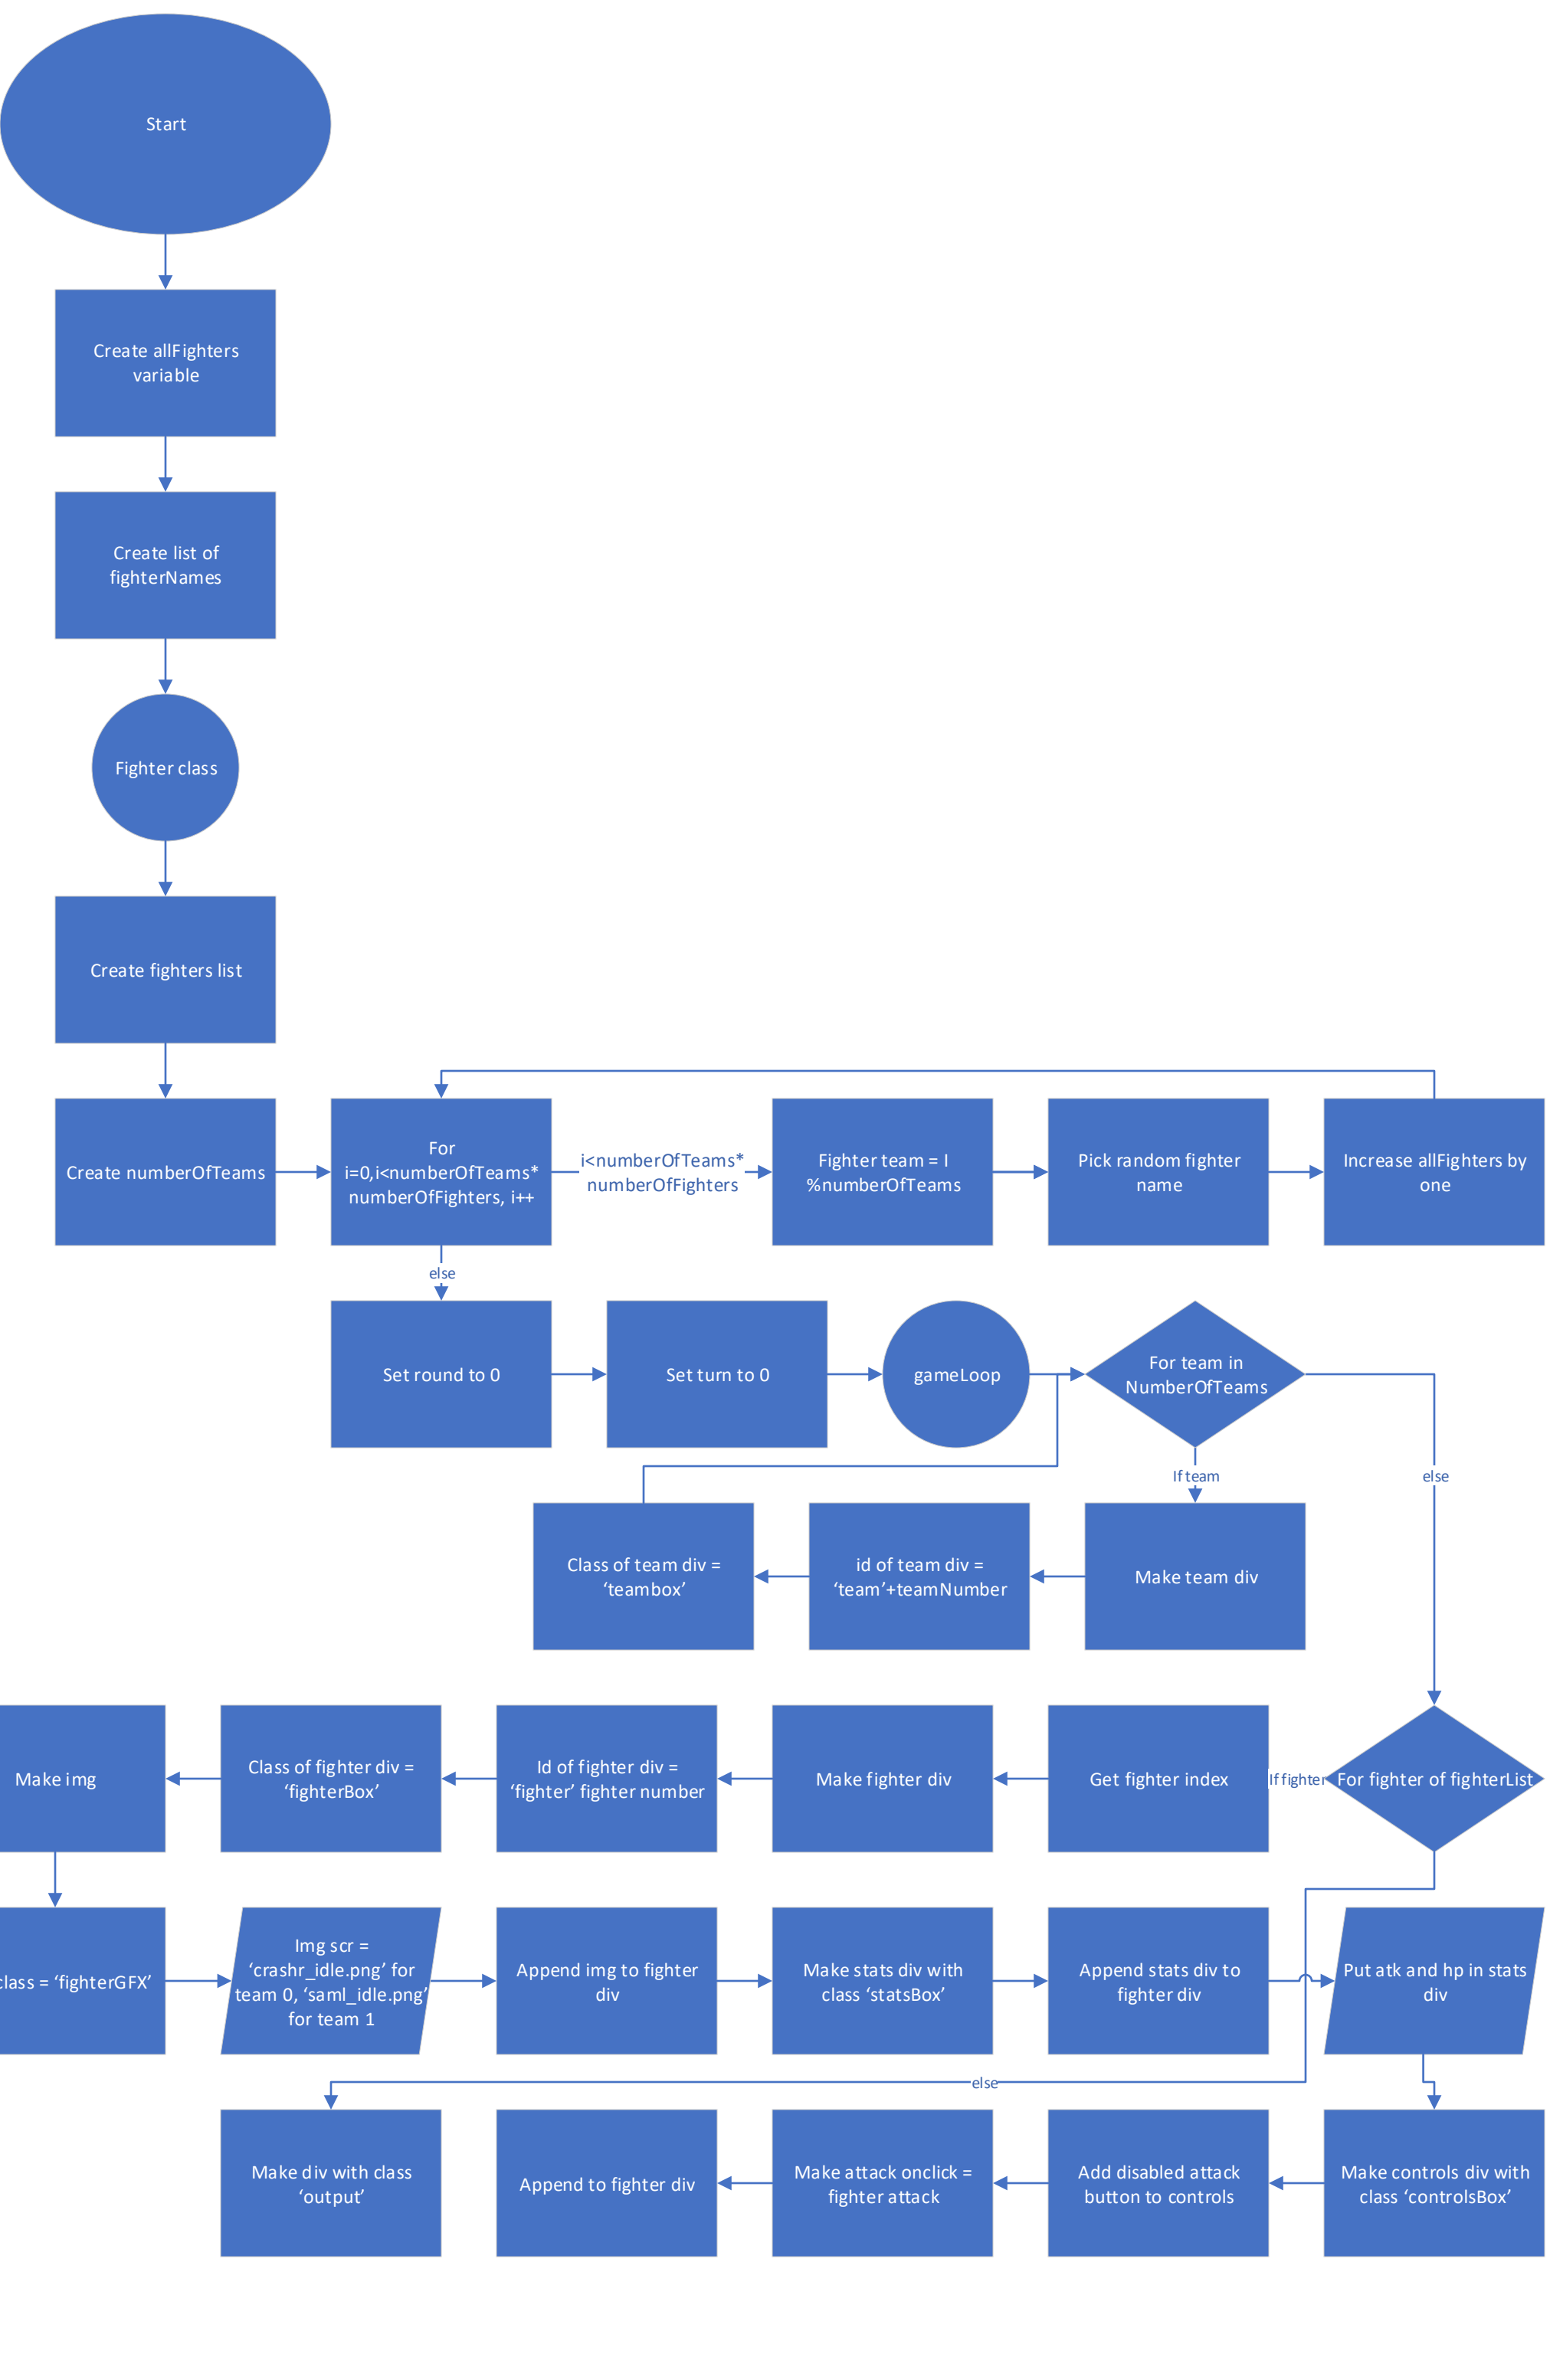 Start
Create allFighters
variable
Create list of
fighterNames
Fighter class
Create fighters list
Create numberOfTeams
For
i=0,i<numberOfTeams*
numberOfFighters, i++
i<numberOfTeams*
numberOfFighters
Fighter team = I
%numberOfTeams
Pick random fighter
name
Increase allFighters by
one
else
Set round to 0
Set turn to 0
gameLoop
For team in
NumberOfTeams
If team
else
Class of team div =
‘teambox’
id of team div =
‘team’+teamNumber
Make team div
Make img
Class of fighter div =
‘fighterBox’
Id of fighter div =
‘fighter’ fighter number
Make fighter div
Get fighter index
If fighter
For fighter of fighterList
class = ‘fighterGFX’
Img scr =
‘crashr_idle.png’ for
team 0, ‘saml_idle.png’
for team 1
Append img to fighter
div
Make stats div with
class ‘statsBox’
Append stats div to
fighter div
Put atk and hp in stats
div
else
Make div with class
‘output’
Append to fighter div
Make attack onclick =
fighter attack
Add disabled attack
button to controls
Make controls div with
class ‘controlsBox’